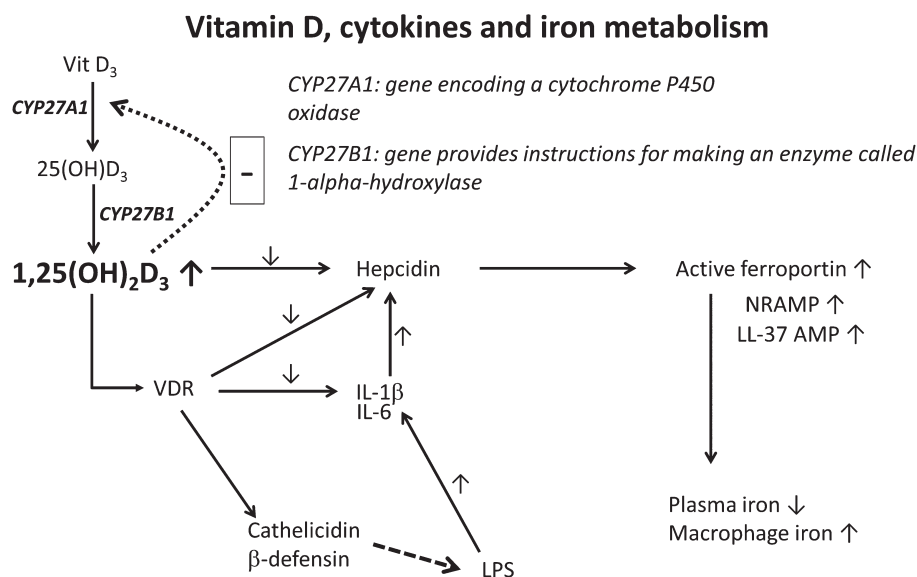 Vitamin D, cytokines and iron metabolism
Vit D₃
CYP27A1
25(OH)D₃
CYP27B1
1,25(OH)₂D₃ ↑
–
CYP27A1: gene encoding a cytochrome P450
oxidase
CYP27B1: gene provides instructions for making an enzyme called
1-alpha-hydroxylase
↓
Hepcidin
Active ferroportin ↑
NRAMP ↑
LL-37 AMP ↑
↓
↑
VDR
↓
IL-1β
IL-6
↑
Plasma iron ↓
Macrophage iron ↑
Cathelicidin
β-defensin
LPS